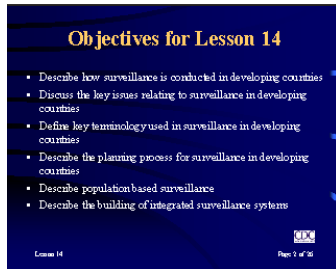 Objectives for Lesson 14
• Describe how surveillance is conducted in developing countries
• Discuss the key issues relating to surveillance in developing
countries
• Define key terminology used in surveillance in developing
countries
• Describe the planning process for surveillance in developing
countries
• Describe population based surveillance
• Describe the building of integrated surveillance systems
CDC
Lesson 14 Page 2 of 26